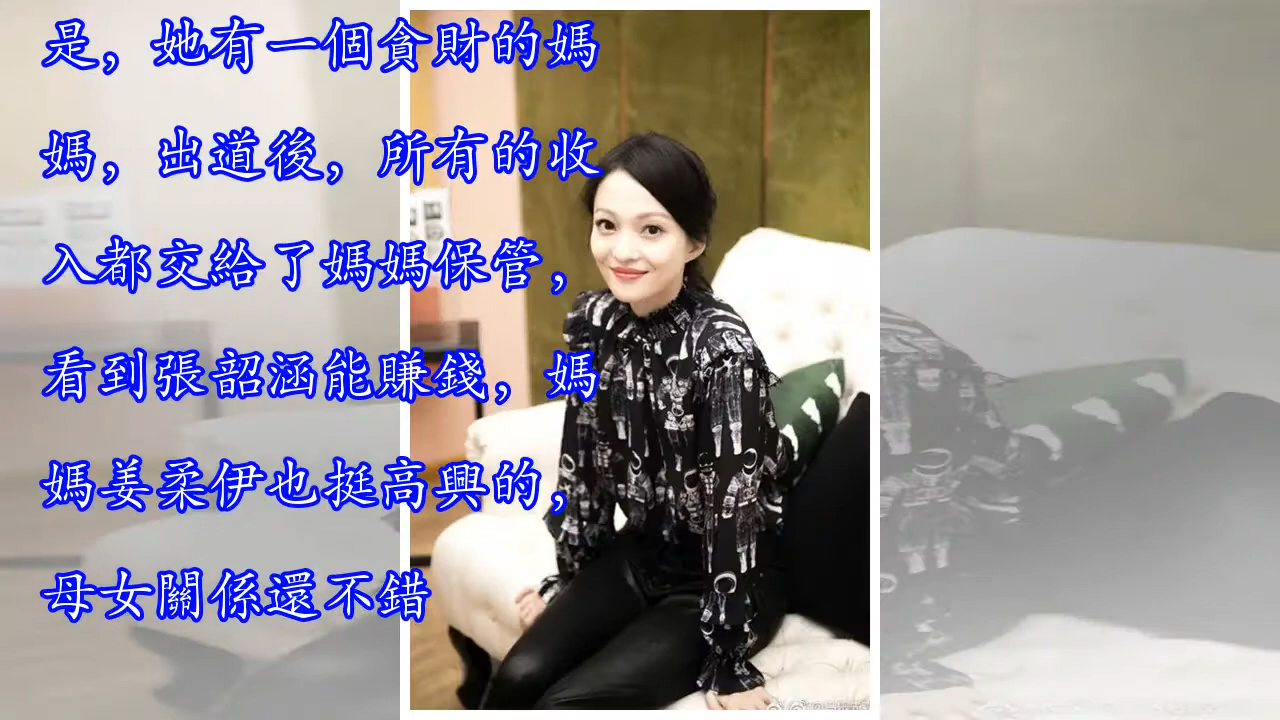 是，她有一個貪財的媽
媽，出道後，所有的收
入都交給了媽媽保管，
看到張韶涵能賺錢，媽
媽姜柔伊也挺高興的，
母女關係還不錯